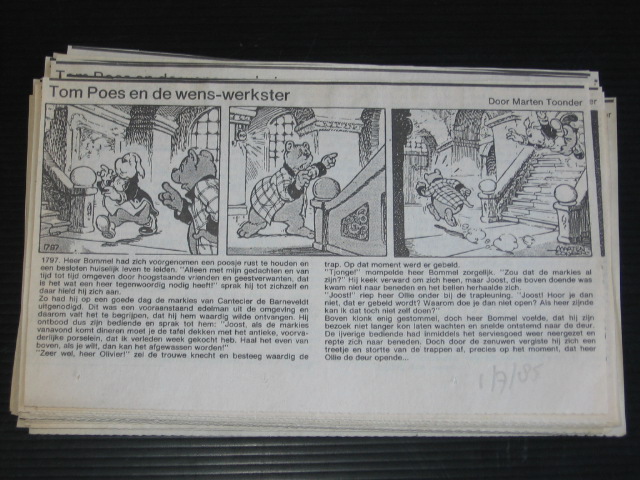 Tom Poes en de wens-werkster
Door Marten Toonder
1797
1797. Heer Bommel had zich voorgenomen een poosje rust te houden en
een besloten huiselijk leven te leiden. "Alleen met mijn gedachten en van
tijd tot tijd omgeven door hoogstaande vrienden en geestverwanten, dat
is het wat een heer tegenwoordig nodig heeft!" sprak hij tot zichzelf en
daar hield hij zich aan.
Zo had hij op een goede dag de markies van Cantecler de Barneveldt
uitgenodigd. Dit was een vooraanstaand edelman uit de omgeving en
daarom valt het te begrijpen, dat hij hem waardig wilde ontvangen. Hij
ontbood dus zijn bediende en sprak tot hem: "Joost, als de markies
vanavond komt dineren moet je de tafel dekken met het antieke, voorva-
derlijke porselein, dat ik verleden week gekocht heb. Haal het even van
boven, als je wilt, dan kan het afgewassen worden!"
"Zeer wel, heer Olivier!" zei de trouwe knecht en besteeg waardig de
trap. Op dat moment werd er gebeld.
"Tjonge!" mompelde heer Bommel zorgelijk. "Zou dat de markies al
zijn?" Hij keek verward om zich heen, maar Joost, die boven doende was
kwam niet naar beneden en het bellen herhaalde zich.
"Joost!" riep heer Ollie onder bij de trapleuning. "Joost! Hoor je dan
niet, dat er gebeld wordt? Waarom doe je dan niet open? Als heer zijnde
kan ik dat toch niet zelf doen?"
Boven klonk enig gestommel, doch heer Bommel voelde, dat hij zijn
bezoek niet langer kon laten wachten en snelde ontstemd naar de deur.
De ijverige bediende had inmiddels het serviesgoed weer neergezet en
repte zich naar beneden. Doch door de zenuwen vergiste hij zich een
treetje en stortte van de trappen af, precies op het moment, dat heer
Ollie de deur opende...
1/7/85